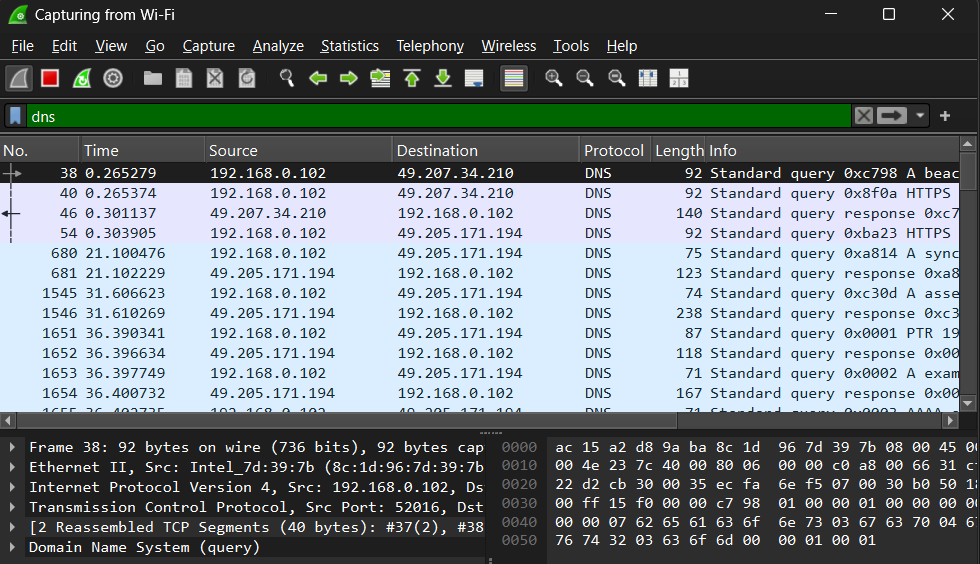 Capturing from Wi-Fi
File Edit View Go Capture Analyze Statistics Telephony Wireless Tools Help
dns
No. Time Source Destination Protocol Length Info
38 0.265279 192.168.0.102 49.207.34.210 DNS 92 Standard query 0xc798 A beac
40 0.265374 192.168.0.102 49.207.34.210 DNS 92 Standard query 0x8f0a HTTPS
46 0.301137 49.207.34.210 192.168.0.102 DNS 140 Standard query response 0xc7
54 0.303905 192.168.0.102 49.205.171.194 DNS 92 Standard query 0xba23 HTTPS
680 21.100476 192.168.0.102 49.205.171.194 DNS 75 Standard query 0xa814 A sync
681 21.102229 49.205.171.194 192.168.0.102 DNS 123 Standard query response 0xa8
1545 31.606623 192.168.0.102 49.205.171.194 DNS 74 Standard query 0xc30d A asse
1546 31.610269 49.205.171.194 192.168.0.102 DNS 238 Standard query response 0xc3
1651 36.390341 192.168.0.102 49.205.171.194 DNS 87 Standard query 0x0001 PTR 19
1652 36.396634 49.205.171.194 192.168.0.102 DNS 118 Standard query response 0x00
1653 36.397749 192.168.0.102 49.205.171.194 DNS 71 Standard query 0x0002 A exam
1654 36.400732 49.205.171.194 192.168.0.102 DNS 167 Standard query response 0x00
Frame 38: 92 bytes on wire (736 bits), 92 bytes cap
Ethernet II, Src: Intel_7d:39:7b (8c:1d:96:7d:39:7b
Internet Protocol Version 4, Src: 192.168.0.102, Ds
Transmission Control Protocol, Src Port: 52016, Dst
[2 Reassembled TCP Segments (40 bytes): #37(2), #38
Domain Name System (query)
0000 ac 15 a2 d8 9a ba 8c 1d 96 7d 39 7b 08 00 45 00
0010 00 4e 23 7c 40 00 80 06 00 00 c0 a8 00 66 31 c
0020 22 d2 cb 30 00 35 ec fa 6e f5 07 00 30 b0 50 18
0030 00 ff 15 f0 00 00 c7 98 01 00 00 01 00 00 00 00
0040 00 00 07 62 65 61 63 6f 6e 73 03 67 63 70 04 6
0050 76 74 32 03 63 6f 6d 00 00 01 00 01